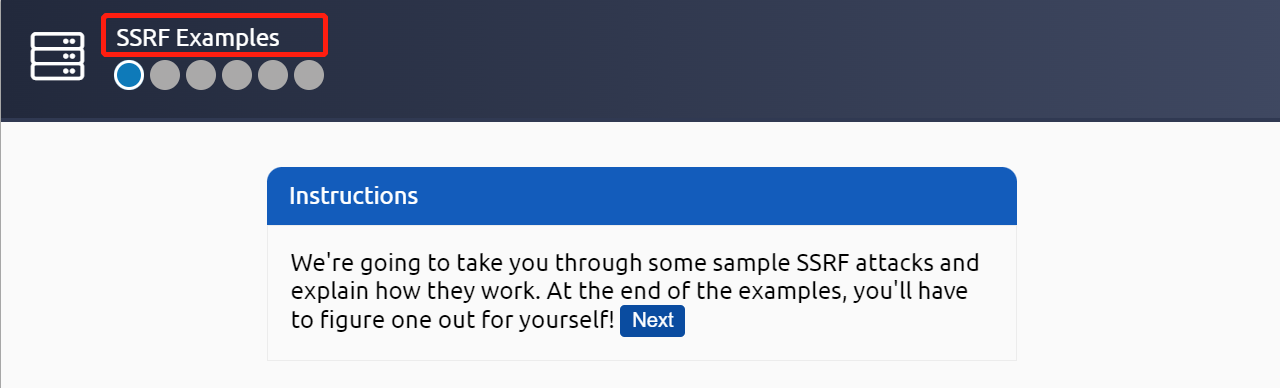 SSRF Examples
Instructions
We're going to take you through some sample SSRF attacks and
explain how they work. At the end of the examples, you'll have
to figure one out for yourself! Next